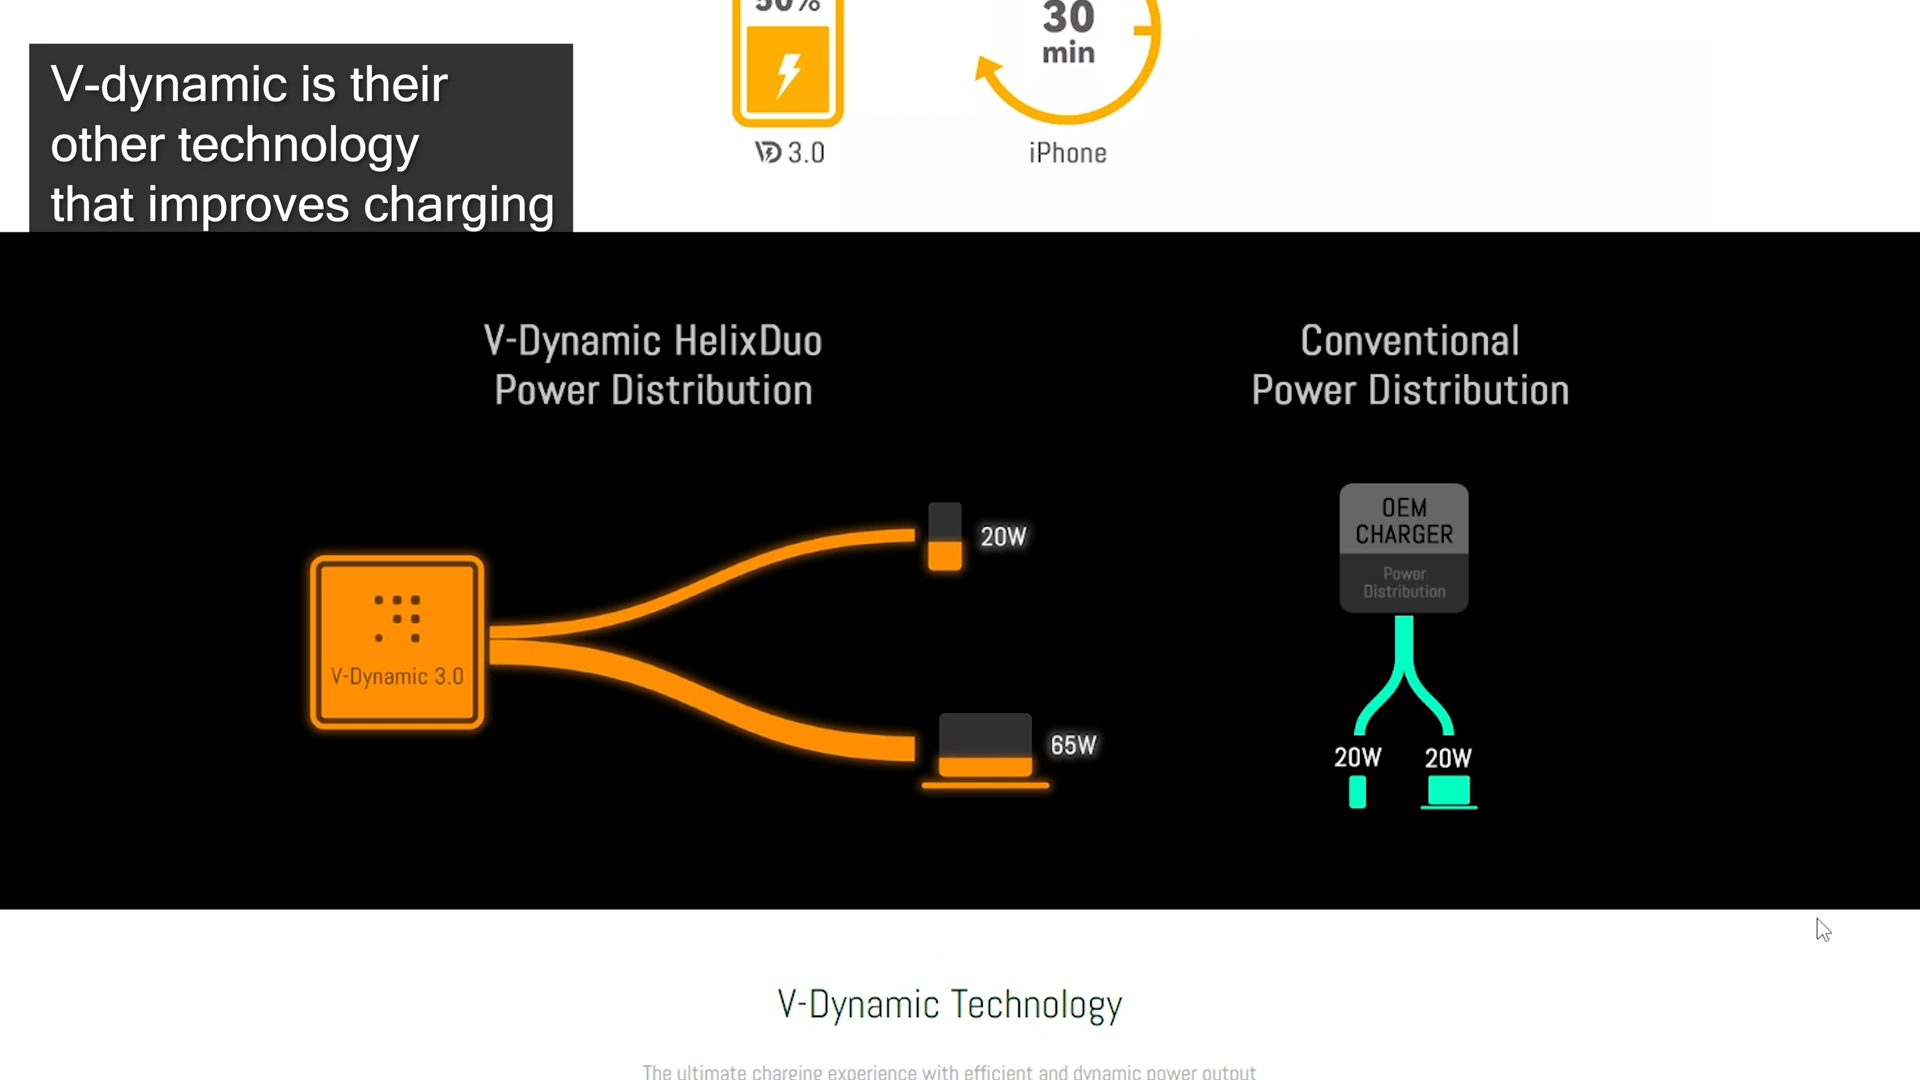 50%
30
min
V-dynamic is their
other technology
that improves charging
3.0
iPhone
V-Dynamic HelixDuo
Power Distribution
Conventional
Power Distribution
OEM
CHARGER
Power
Distribution
20W
V-Dynamic 3.0
65W
20W
20W
V-Dynamic Technology
The ultimate charging experience with efficient and dynamic power output